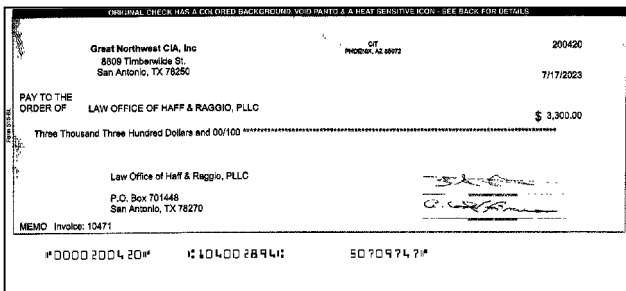 ORIGINAL CHECK HAS A COLORED BACKGROUND, VOID PANTO & A HEAT SENSITIVE ICON - SEE BACK FOR DETAILS
Great Northwest CIA, Inc
8809 Timberwilde St.
San Antonio, TX 78250
CIT
PHOENIX, AZ 85072
200420
7/17/2023
PAY TO THE
ORDER OF LAW OFFICE OF HAFF & RAGGIO, PLLC
$ 3,300.00
Three Thousand Three Hundred Dollars and 00/100
Law Office of Haff & Raggio, PLLC
P.O. Box 701448
San Antonio, TX 78270
MEMO Invoice: 10471
⑈0000200420⑈ ⑆104002894⑆ 50709747⑈